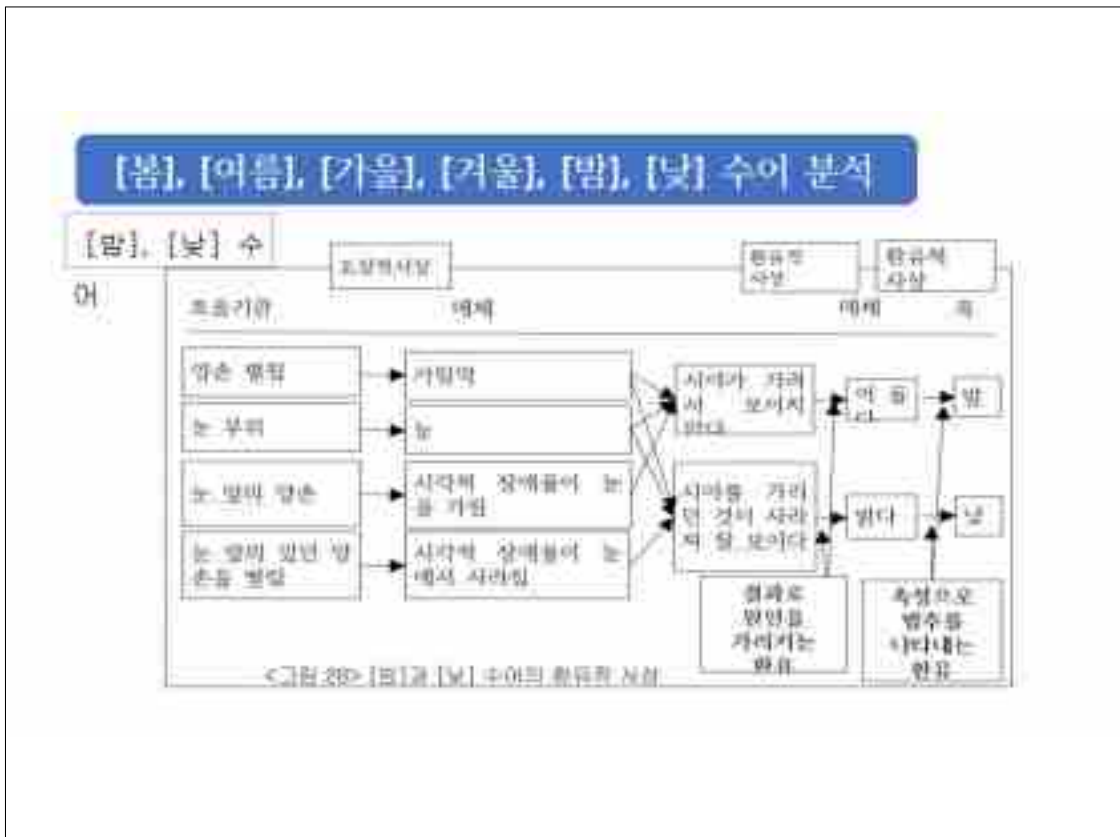 [봄], [여름], [가을], [겨울], [밤], [낮] 수어 분석
[밤], [낮] 수
어
도상적사상
환유적
사상
환유적
사상
매체
매체
양손 펼침
가림막
눈 부위
눈
눈 앞의 양손
시각적 장애물이 눈
을 가림
눈 앞의 있던 양
손을 벌림
시각적 장애물이 눈
에서 사라짐
시야가 가려
서 보이지
않다
시야를 가리
던 것이 사라
져 잘 보이다
어 둡
다
밤
밝다
낮
결과로
원인을
가리키는
환유
속성으로
범주를
나타내는
환유
<그림 28> [밤]과 [낮] 수어의 환유적 사상